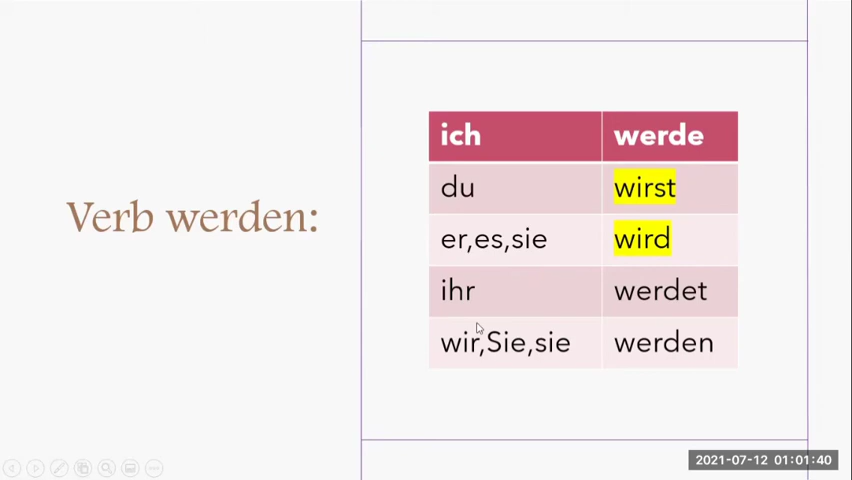 Verb werden:
ich werde
du wirst
er,es,sie wird
ihr werdet
wir,Sie,sie werden
2021-07-12 01:01:40